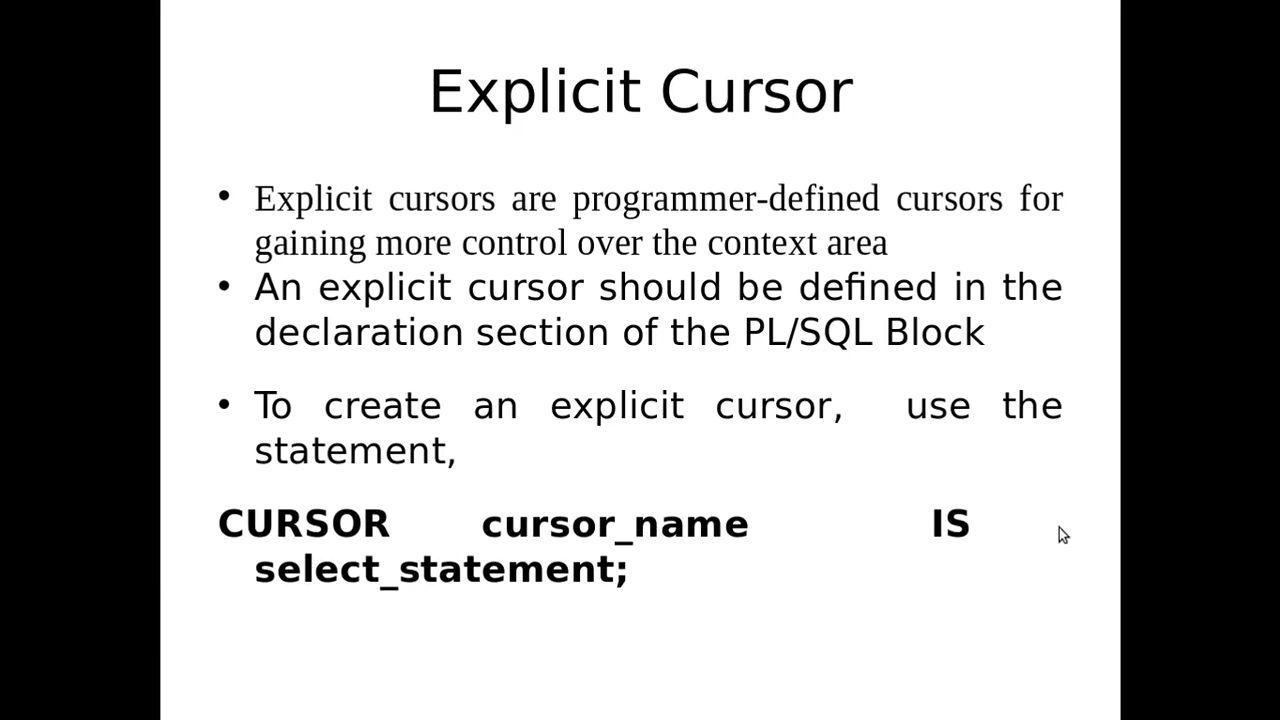 Explicit Cursor
• Explicit cursors are programmer-defined cursors for
gaining more control over the context area
• An explicit cursor should be defined in the
declaration section of the PL/SQL Block
• To create an explicit cursor, use the
statement,
CURSOR cursor_name IS
select_statement;